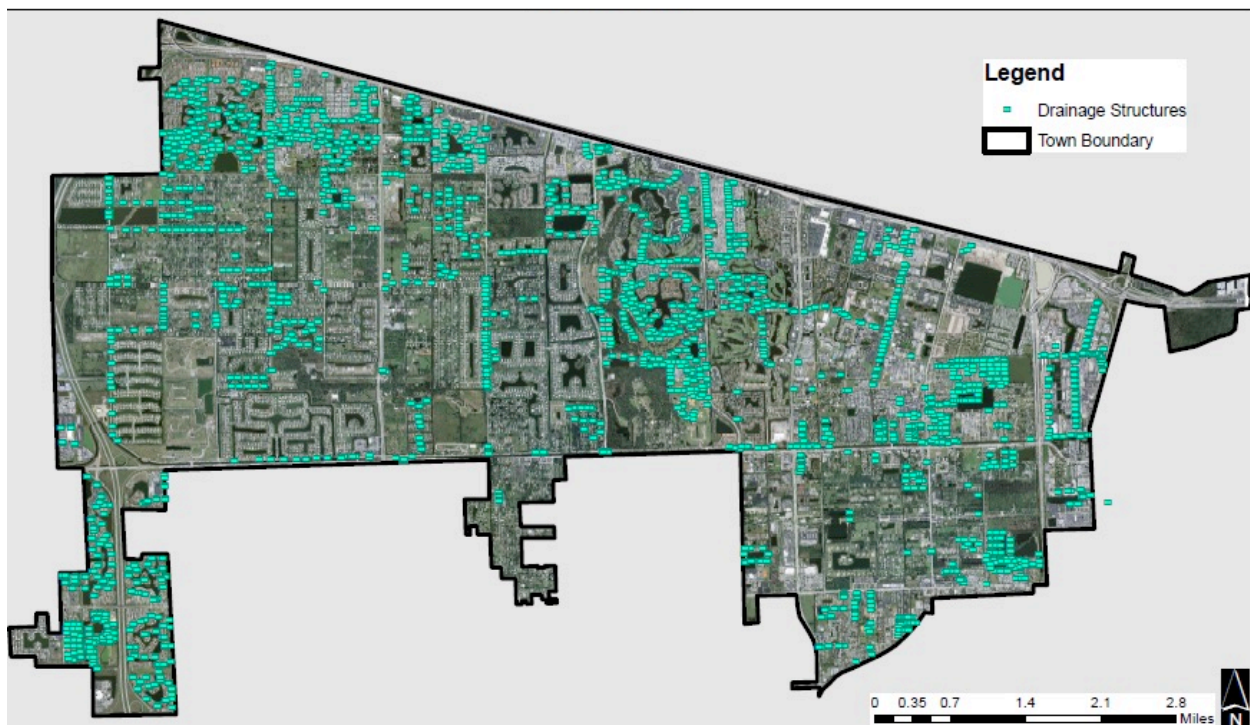 Legend
Drainage Structures
Town Boundary
0 0.35 0.7 1.4 2.1 2.8
Miles
N